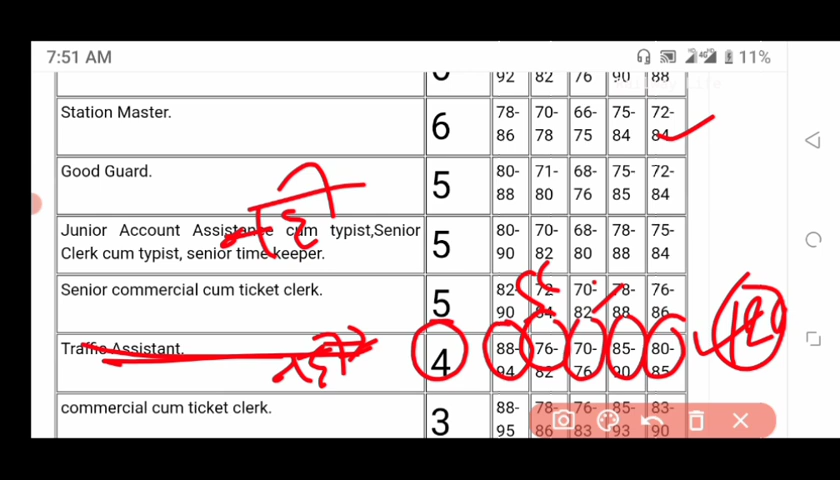 7:51 AM 4G 11%
92 82 76 90 88
Station Master. 6 78- 70- 66- 75- 72-
86 78 75 84 84
Good Guard. 5 80- 71- 68- 75- 72-
88 80 76 85 84
Junior Account Assistance cum typist,Senior 5 80- 70- 68- 78- 75-
Clerk cum typist, senior time keeper. 90 82 80 88 84
Senior commercial cum ticket clerk. 5 82- 72- 70- 78- 76-
90 84 82 88 86
Traffic Assistant. 4 88- 76- 70- 85- 80-
94 82 76 90 85
commercial cum ticket clerk. 3 88- 78- 76- 85- 83-
95 86 83 93 90